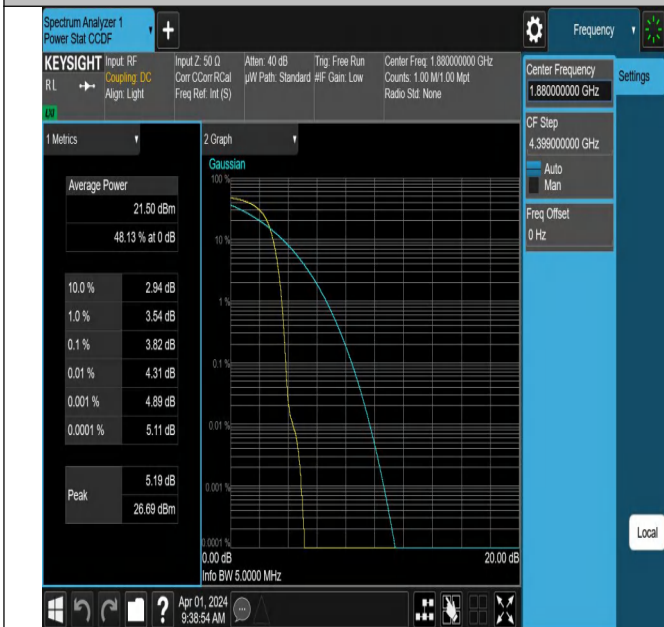 Spectrum Analyzer 1
Power Stat CCDF
Frequency
KEYSIGHT
RL
LXI
Input: RF
Coupling: DC
Align: Light
Input Z: 50 Ω
Corr CCorr RCal
Freq Ref: Int (S)
Atten: 40 dB
µW Path: Standard
Trig: Free Run
#IF Gain: Low
Center Freq: 1.880000000 GHz
Counts: 1.00 M/1.00 Mpt
Radio Std: None
Center Frequency
1.880000000 GHz
Settings
CF Step
4.399000000 GHz
Auto
Man
Freq Offset
0 Hz
1 Metrics
Average Power
21.50 dBm
48.13 % at 0 dB
10.0 % 2.94 dB
1.0 % 3.54 dB
0.1 % 3.82 dB
0.01 % 4.31 dB
0.001 % 4.89 dB
0.0001 % 5.11 dB
Peak
5.19 dB
26.69 dBm
2 Graph
Gaussian
100 %
10 %
1 %
0.1 %
0.01 %
0.001 %
0.0001 %
0.00 dB 20.00 dB
Info BW 5.0000 MHz
Local
?
Apr 01, 2024
9:38:54 AM